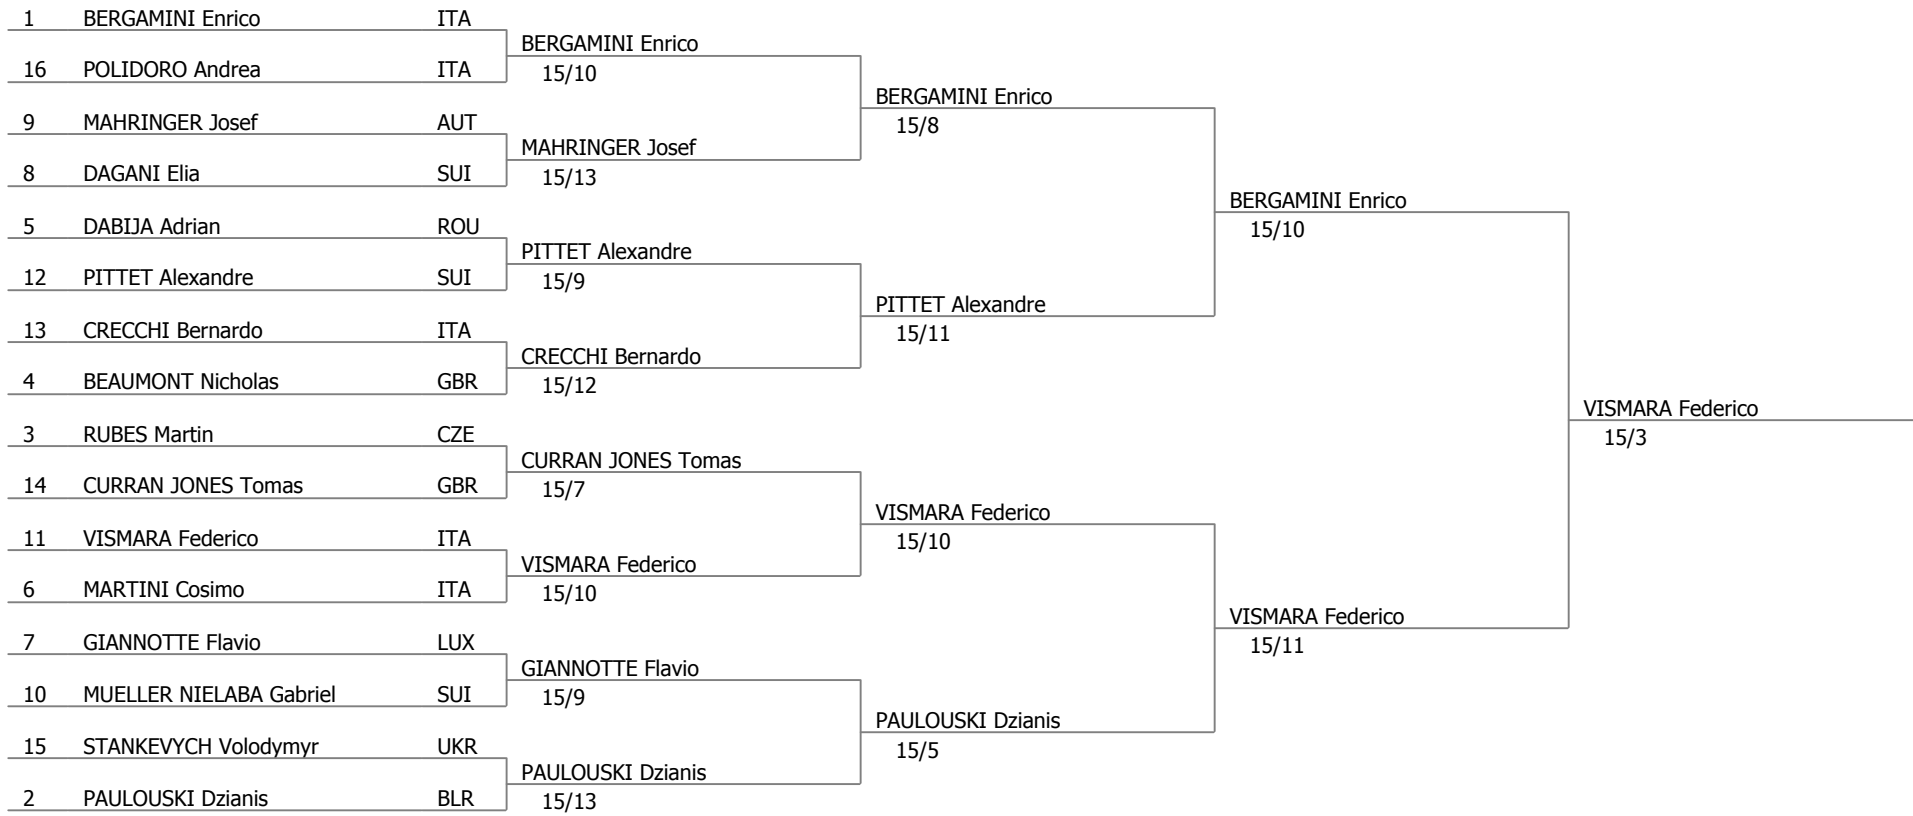 1 BERGAMINI Enrico ITA
16 POLIDORO Andrea ITA
9 MAHRINGER Josef AUT
8 DAGANI Elia SUI
5 DABIJA Adrian ROU
12 PITTET Alexandre SUI
13 CRECCHI Bernardo ITA
4 BEAUMONT Nicholas GBR
3 RUBES Martin CZE
14 CURRAN JONES Tomas GBR
11 VISMARA Federico ITA
6 MARTINI Cosimo ITA
7 GIANNOTTE Flavio LUX
10 MUELLER NIELABA Gabriel SUI
15 STANKEVYCH Volodymyr UKR
2 PAULOUSKI Dzianis BLR
BERGAMINI Enrico
15/10
MAHRINGER Josef
15/13
PITTET Alexandre
15/9
CRECCHI Bernardo
15/12
CURRAN JONES Tomas
15/7
VISMARA Federico
15/10
GIANNOTTE Flavio
15/9
PAULOUSKI Dzianis
15/13
BERGAMINI Enrico
15/8
PITTET Alexandre
15/11
VISMARA Federico
15/10
PAULOUSKI Dzianis
15/5
BERGAMINI Enrico
15/10
VISMARA Federico
15/11
VISMARA Federico
15/3